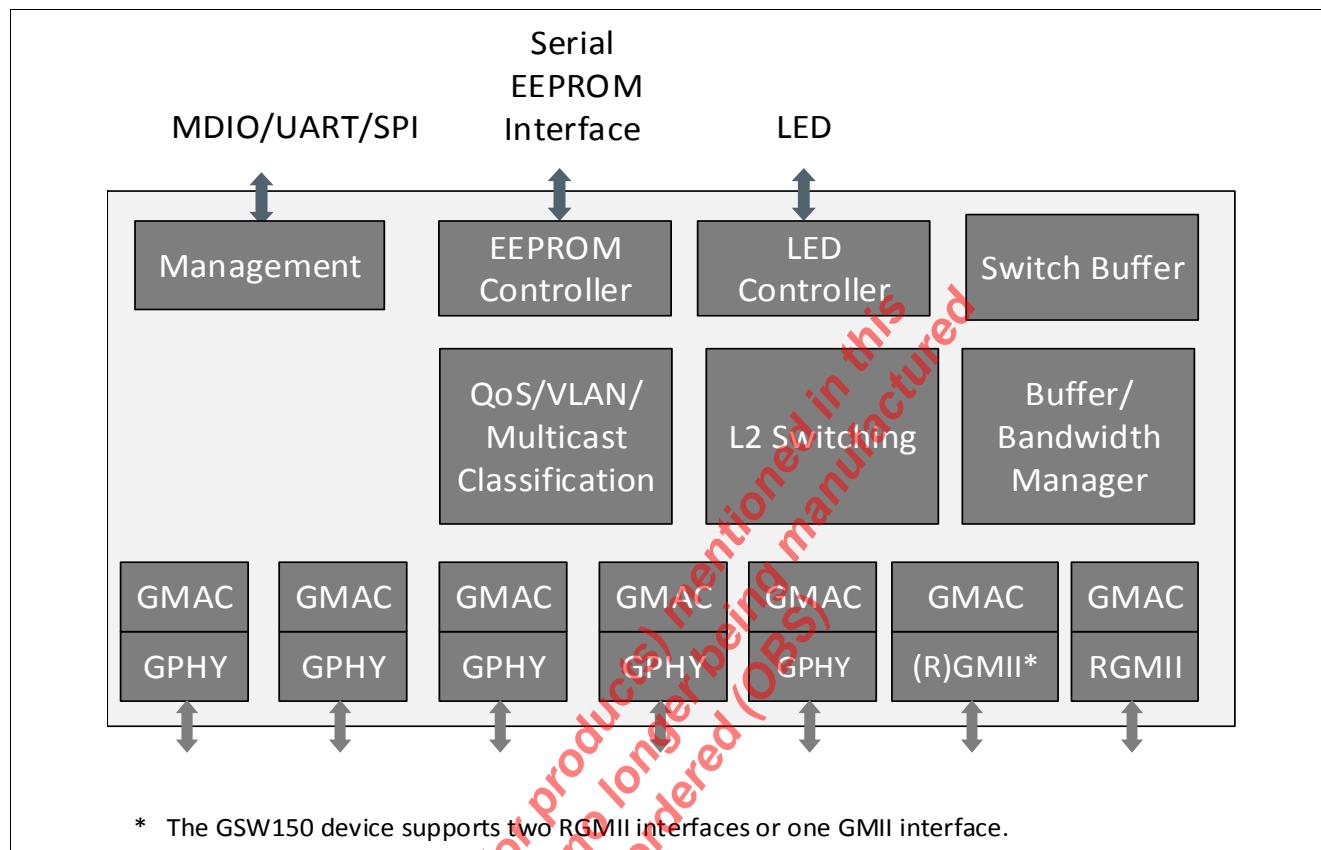 Serial
EEPROM
Interface
MDIO/UART/SPI
LED
Management
EEPROM
Controller
LED
Controller
Switch Buffer
QoS/VLAN/
Multicast
Classification
L2 Switching
Buffer/
Bandwidth
Manager
GMAC GMAC GMAC GMAC GMAC GMAC GMAC
GPHY GPHY GPHY GPHY GPHY (R)GMII* RGMII
* The GSW150 device supports two RGMII interfaces or one GMII interface.
or products) mentioned in this
no longer being manufactured
ordered (OBS)